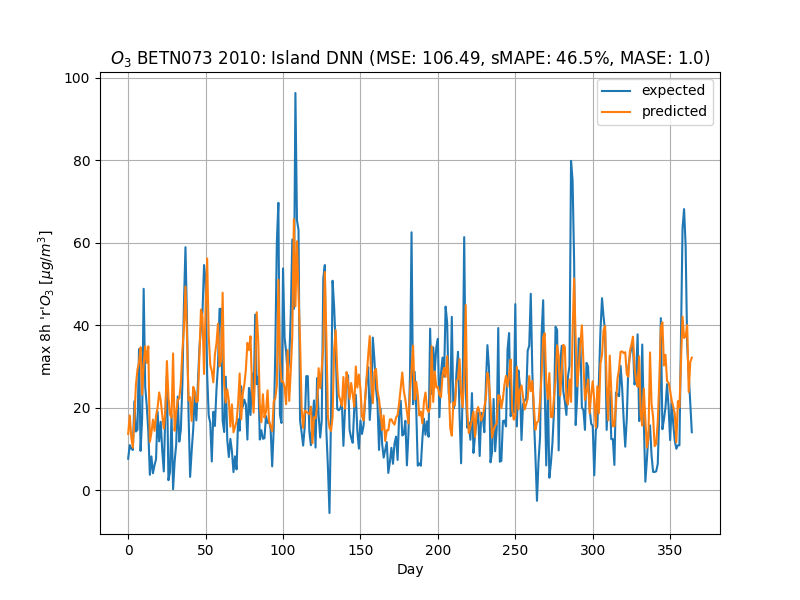 O₃ BETN073 2010: Island DNN (MSE: 106.49, sMAPE: 46.5%, MASE: 1.0)
expected
predicted
100
80
60
40
20
0
max 8h 'r'O₃ [μg/m³]
0 50 100 150 200 250 300 350
Day